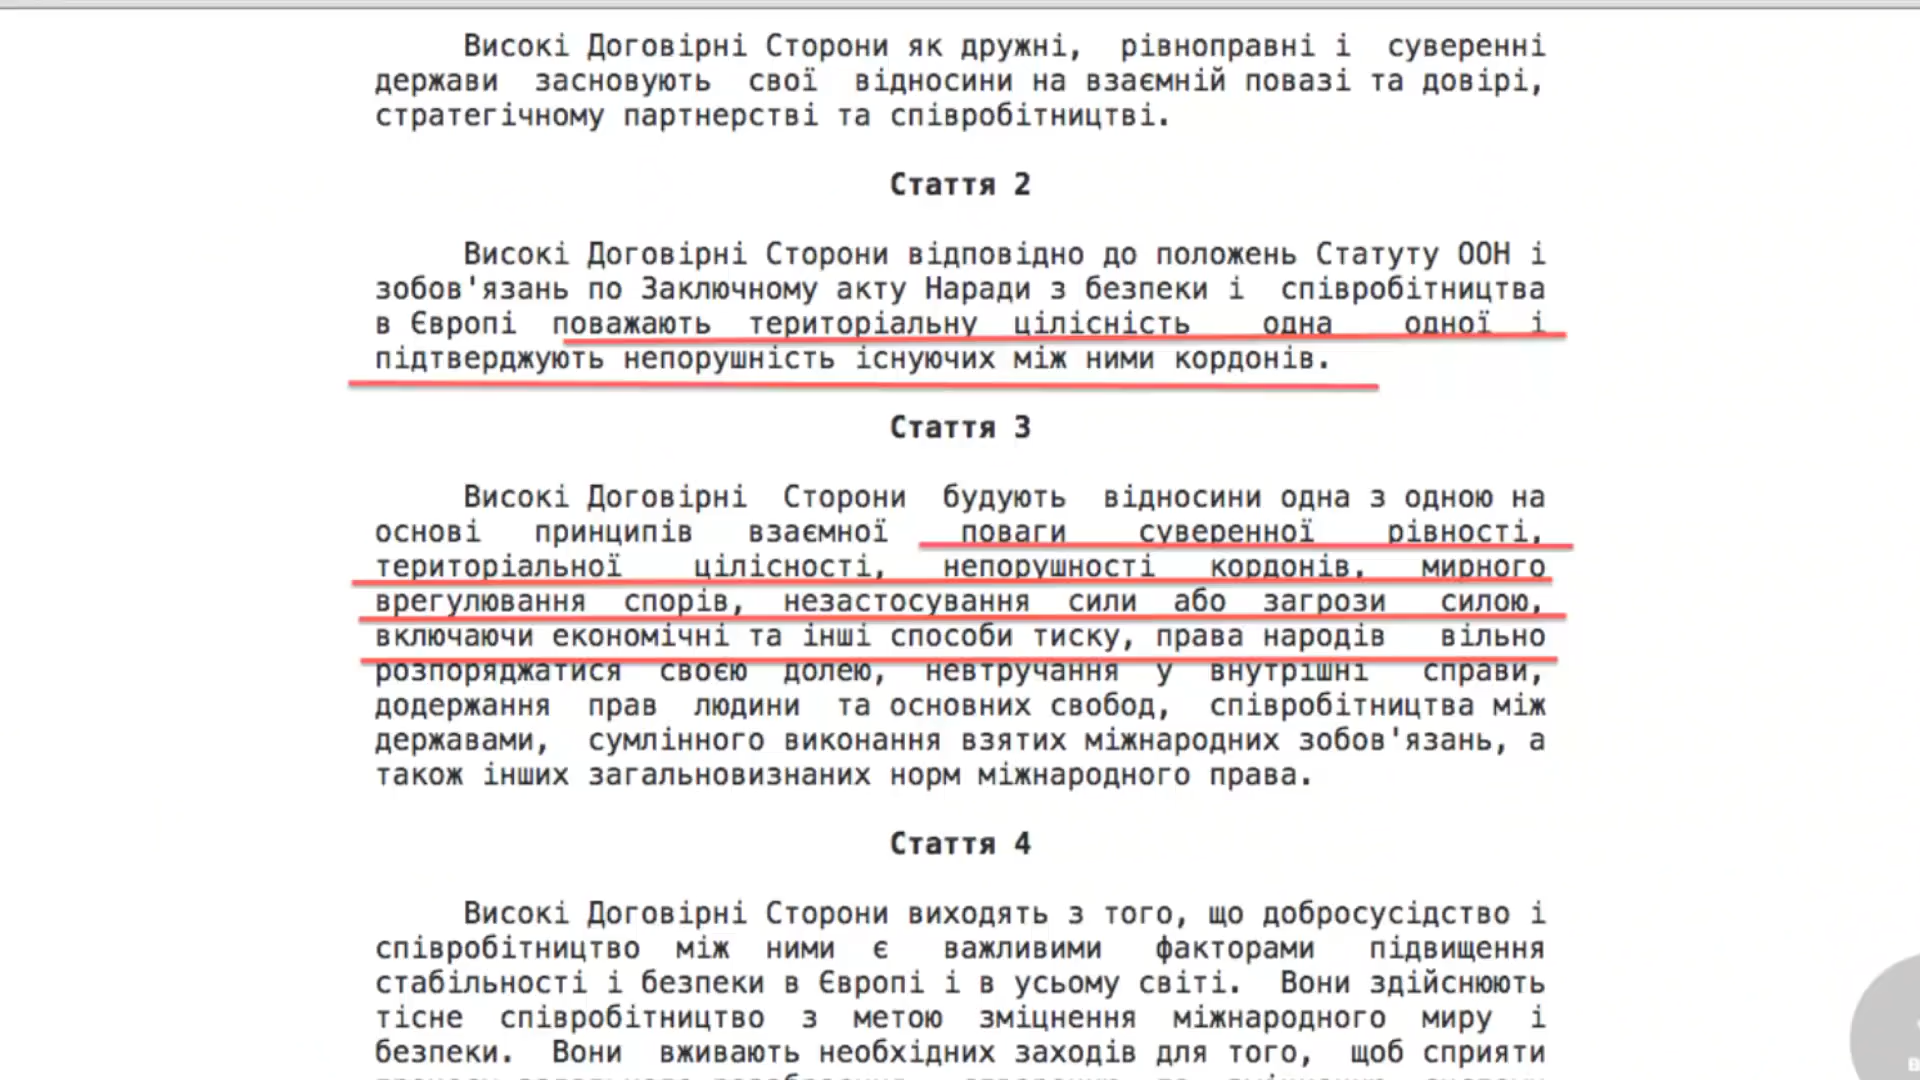 Високі Договірні Сторони як дружні, рівноправні і суверенні
держави засновують свої відносини на взаємній повазі та довірі,
стратегічному партнерстві та співробітництві.
Стаття 2
Високі Договірні Сторони відповідно до положень Статуту ООН і
зобов'язань по Заключному акту Наради з безпеки і співробітництва
в Європі поважають територіальну цілісність одна одної і
підтверджують непорушність існуючих між ними кордонів.
Стаття 3
Високі Договірні Сторони будують відносини одна з одною на
основі принципів взаємної поваги суверенної рівності,
територіальної цілісності, непорушності кордонів, мирного
врегулювання спорів, незастосування сили або загрози силою,
включаючи економічні та інші способи тиску, права народів вільно
розпоряджатися своєю долею, невтручання у внутрішні справи,
додержання прав людини та основних свобод, співробітництва між
державами, сумлінного виконання взятих міжнародних зобов'язань, а
також інших загальновизнаних норм міжнародного права.
Стаття 4
Високі Договірні Сторони виходять з того, що добросусідство і
співробітництво між ними є важливими факторами підвищення
стабільності і безпеки в Європі і в усьому світі. Вони здійснюють
тісне співробітництво з метою зміцнення міжнародного миру і
безпеки. Вони вживають необхідних заходів для того, щоб сприяти